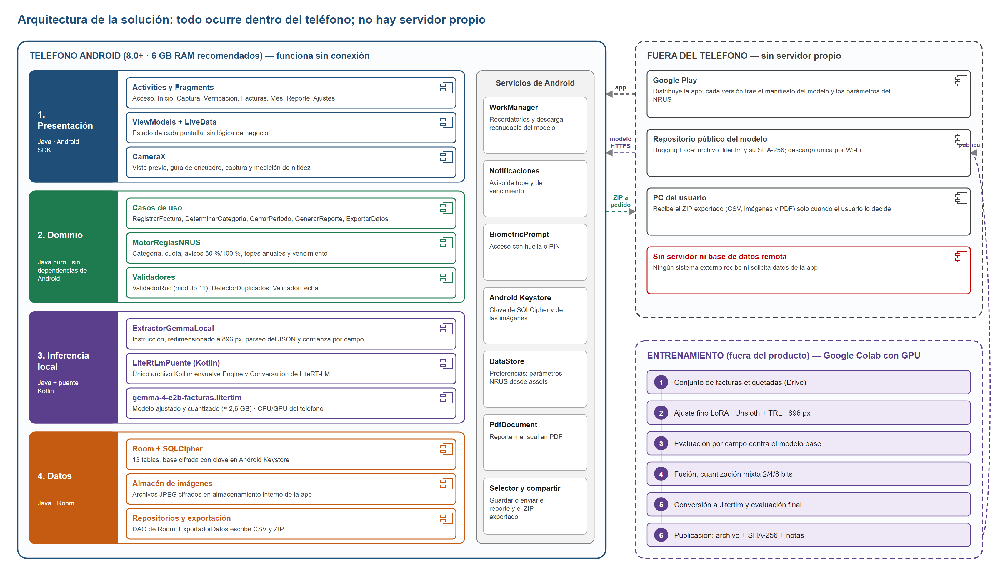 Arquitectura de la solución: todo ocurre dentro del teléfono; no hay servidor propio
TELÉFONO ANDROID (8.0+ · 6 GB RAM recomendados) — funciona sin conexión
1.
Presentación
Java · Android
SDK
Activities y Fragments
Acceso, Inicio, Captura, Verificación, Facturas, Mes, Reporte, Ajustes
ViewModels + LiveData
Estado de cada pantalla; sin lógica de negocio
CameraX
Vista previa, guía de encuadre, captura y medición de nitidez
2. Dominio
Java puro · sin
dependencias de
Android
Casos de uso
RegistrarFactura, DeterminarCategoria, CerrarPeriodo, GenerarReporte, ExportarDatos
MotorReglasNRUS
Categoría, cuota, avisos 80 %/100 %, topes anuales y vencimiento
Validadores
ValidadorRuc (módulo 11), DetectorDuplicados, ValidadorFecha
3. Inferencia
local
Java + puente
Kotlin
ExtractorGemmaLocal
Instrucción, redimensionado a 896 px, parseo del JSON y confianza por campo
LiteRtLmPuente (Kotlin)
Único archivo Kotlin: envuelve Engine y Conversation de LiteRT-LM
gemma-4-e2b-facturas.litertlm
Modelo ajustado y cuantizado (≈ 2,6 GB) · CPU/GPU del teléfono
4. Datos
Java · Room
Room + SQLCipher
13 tablas; base cifrada con clave en Android Keystore
Almacén de imágenes
Archivos JPEG cifrados en almacenamiento interno de la app
Repositorios y exportación
DAO de Room; ExportadorDatos escribe CSV y ZIP
Servicios de Android
WorkManager
Recordatorios y descarga
reanudable del modelo
Notificaciones
Aviso de tope y de
vencimiento
BiometricPrompt
Acceso con huella o PIN
Android Keystore
Clave de SQLCipher y de
las imágenes
DataStore
Preferencias; parámetros
NRUS desde assets
PdfDocument
Reporte mensual en PDF
Selector y compartir
Guardar o enviar el
reporte y el ZIP
exportado
app
modelo
HTTPS
ZIP a
pedido
FUERA DEL TELÉFONO — sin servidor propio
Google Play
Distribuye la app; cada versión trae el manifiesto del modelo y los parámetros del
NRUS
Repositorio público del modelo
Hugging Face: archivo .litertlm y su SHA-256; descarga única por Wi-Fi
publica
PC del usuario
Recibe el ZIP exportado (CSV, imágenes y PDF) solo cuando el usuario lo decide
Sin servidor ni base de datos remota
Ningún sistema externo recibe ni solicita datos de la app
ENTRENAMIENTO (fuera del producto) — Google Colab con GPU
1 Conjunto de facturas etiquetadas (Drive)
2 Ajuste fino LoRA · Unsloth + TRL · 896 px
3 Evaluación por campo contra el modelo base
4 Fusión, cuantización mixta 2/4/8 bits
5 Conversión a .litertlm y evaluación final
6 Publicación: archivo + SHA-256 + notas